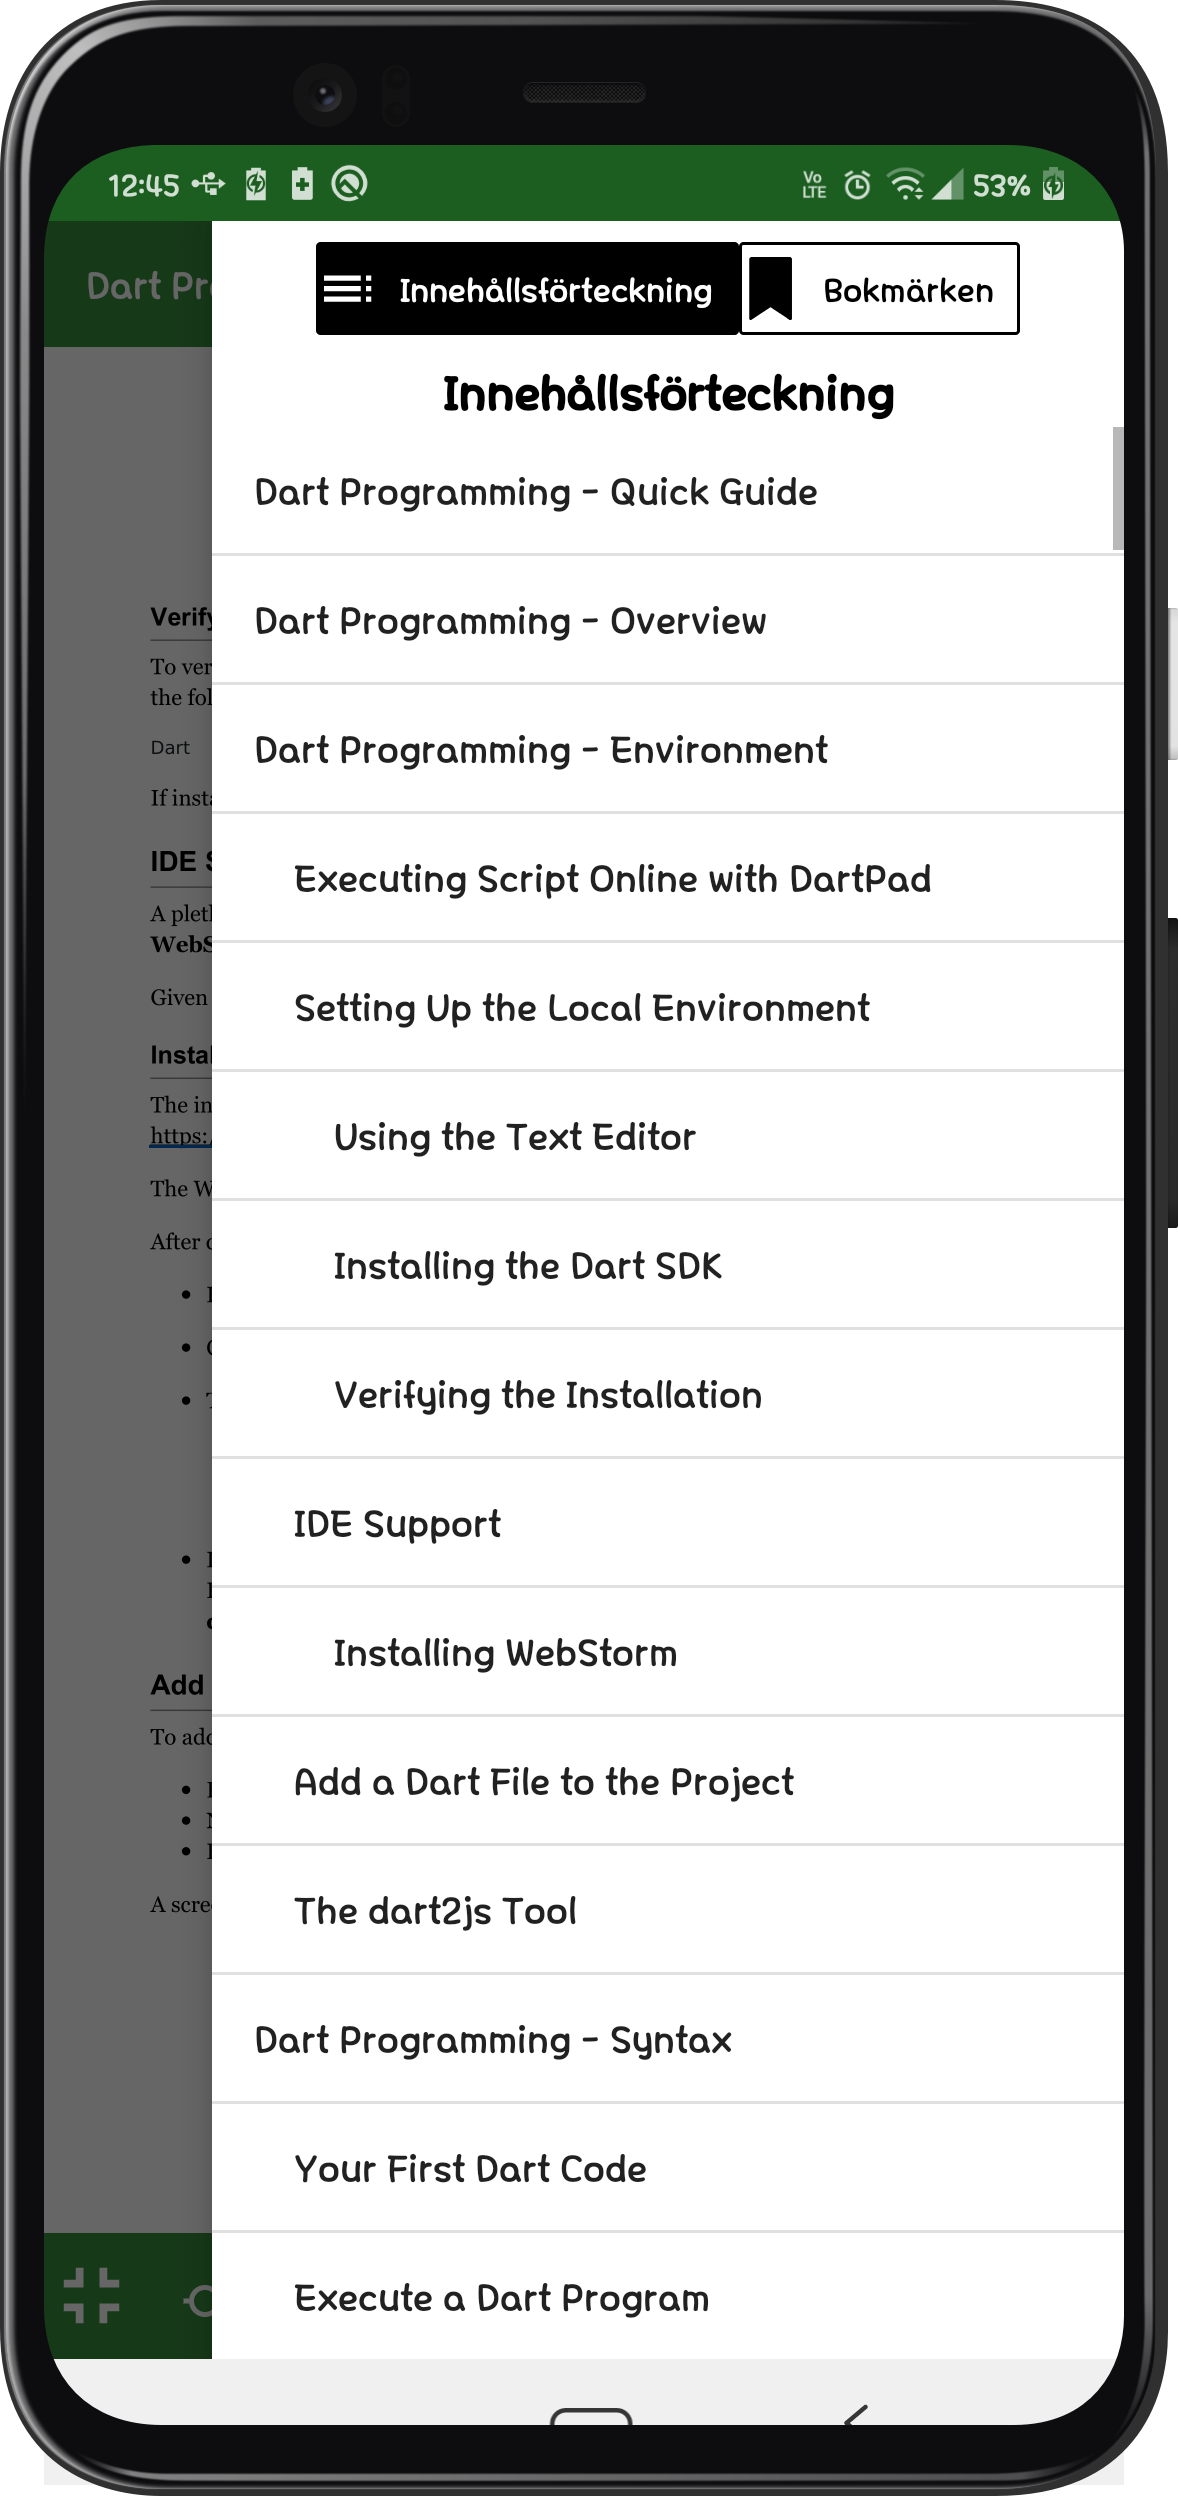 12:45
Vo LTE
53%
Dart Pr
Innehållsförteckning
Bokmärken
Innehållsförteckning
Dart Programming - Quick Guide
Dart Programming - Overview
Dart Programming - Environment
Executing Script Online with DartPad
Setting Up the Local Environment
Using the Text Editor
Installing the Dart SDK
Verifying the Installation
IDE Support
Installing WebStorm
Add a Dart File to the Project
The dart2js Tool
Dart Programming - Syntax
Your First Dart Code
Execute a Dart Program
Verify
To ver
the fol
Dart
If inst
IDE
A plet
WebS
Given
Instal
The in
https:
The W
After
Add
To add
A scre